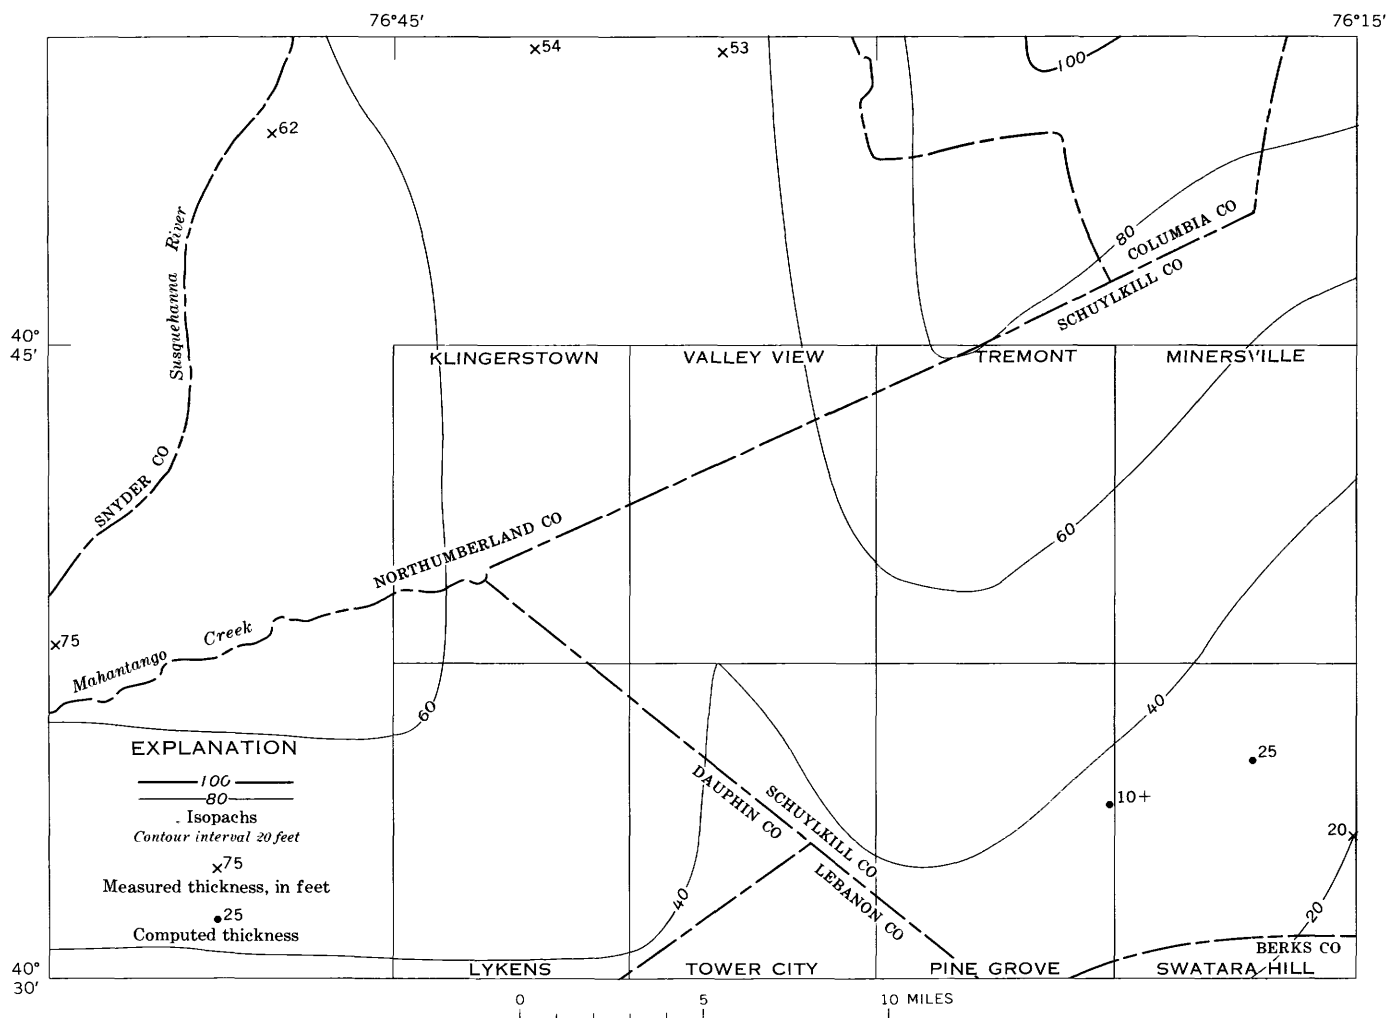 76°45′
76°15′
54
53
100
62
Susquehanna River
80
COLUMBIA CO
SCHUYLKILL CO
40°
45′
KLINGERSTOWN
VALLEY VIEW
TREMONT
MINERSVILLE
SNYDER CO
NORTHUMBERLAND CO
60
75
Mahantango Creek
60
40
EXPLANATION
100
80
Isopachs
Contour interval 20 feet
75
Measured thickness, in feet
25
Computed thickness
DAUPHIN CO
SCHUYLKILL CO
LEBANON CO
25
10+
20
40
20
BERKS CO
40°
30′
LYKENS
TOWER CITY
PINE GROVE
SWATARA HILL
0 5 10 MILES